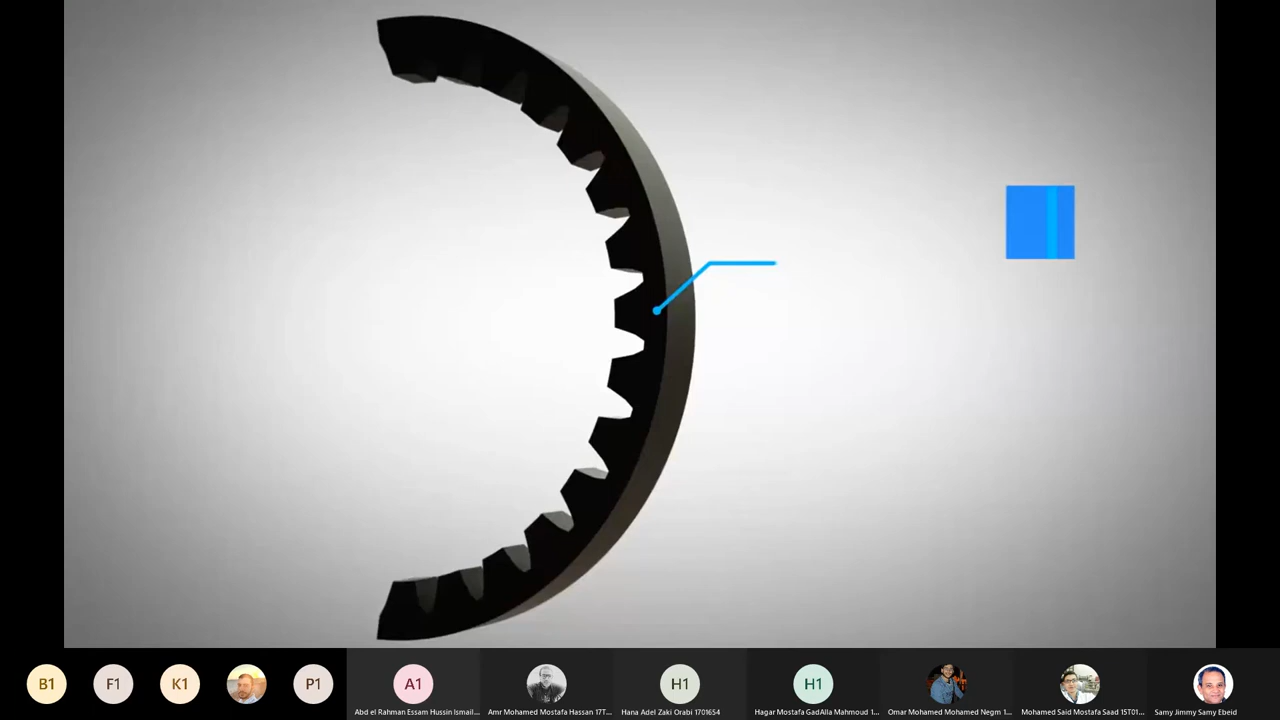 B1
F1
K1
P1
A1
H1
H1
Abd el Rahman Essam Hussin Ismail...
Amr Mohamed Mostafa Hassan 17T...
Hana Adel Zaki Orabi 1701654
Hagar Mostafa GadAlla Mahmoud 1...
Omar Mohamed Mohamed Negm 1...
Mohamed Said Mostafa Saad 15T01...
Samy Jimmy Samy Ebeid